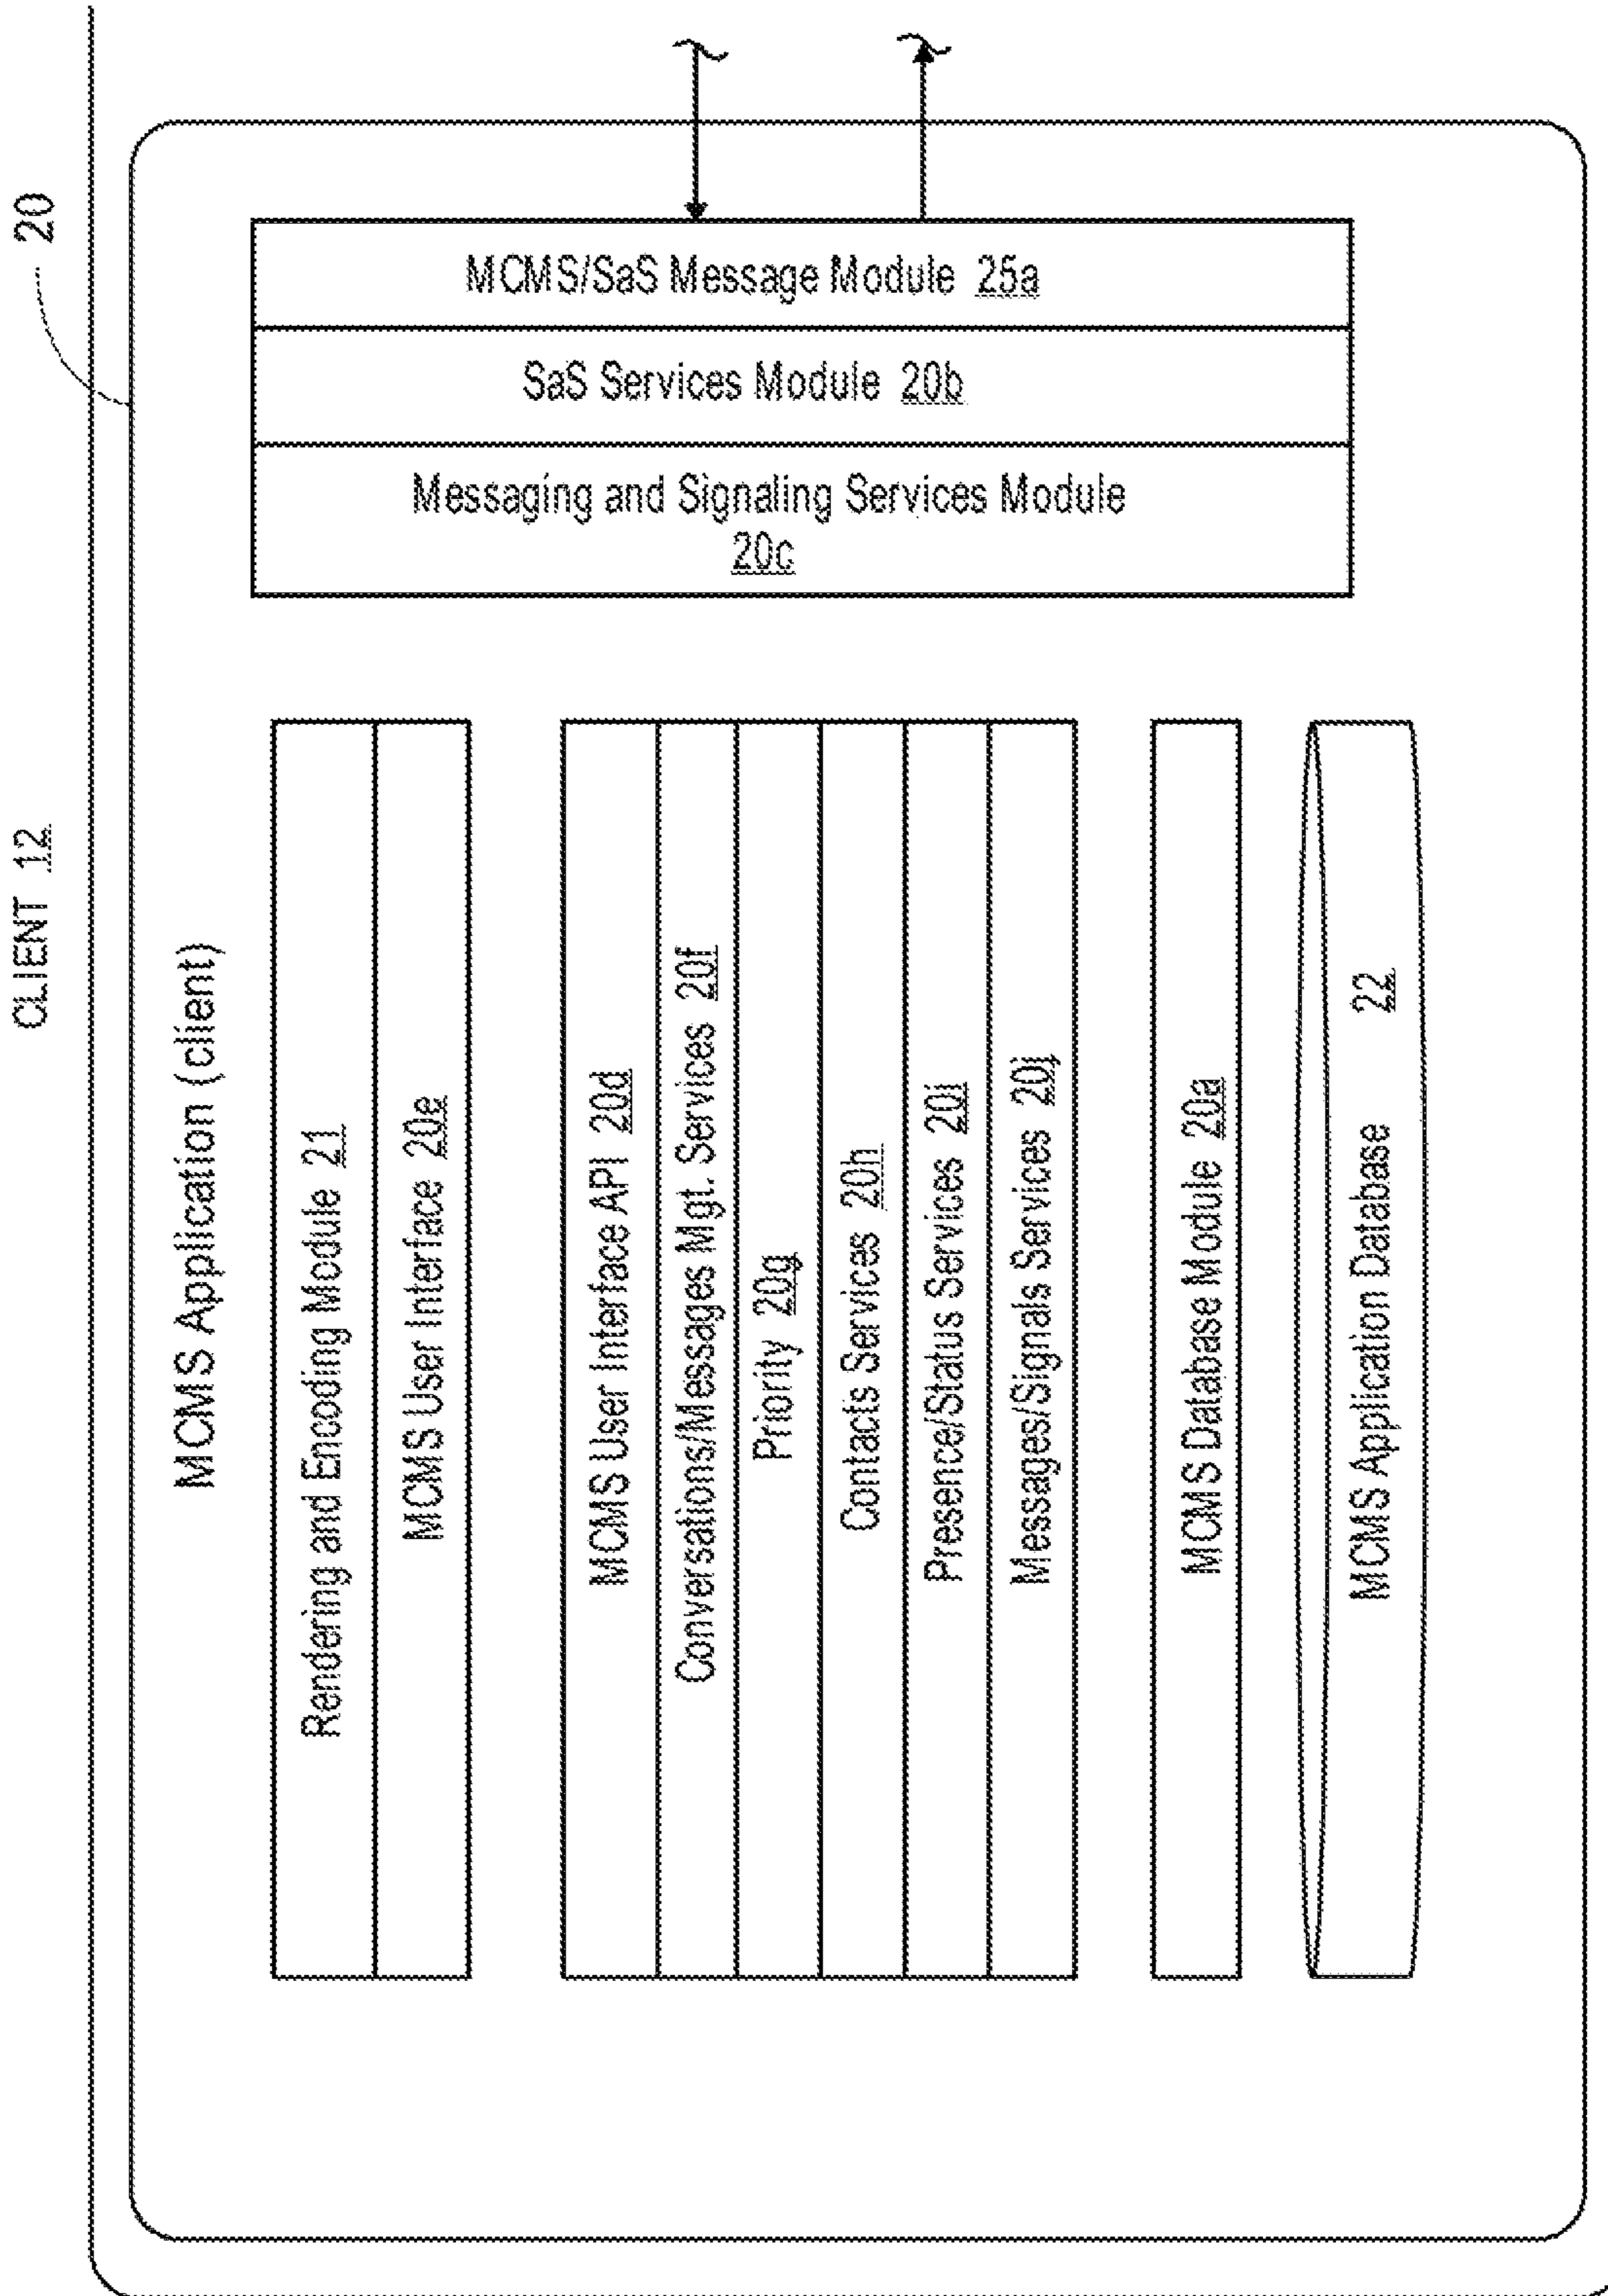 CLIENT 12
20
MCMS Application (client)
Rendering and Encoding Module 21
MCMS User Interface 20e
MCMS User Interface API 20d
Conversations/Messages Mgt. Services 20f
Priority 20g
Contacts Services 20h
Presence/Status Services 20i
Messages/Signals Services 20j
MCMS Database Module 20a
MCMS Application Database 22
MCMS/SaS Message Module 25a
SaS Services Module 20b
Messaging and Signaling Services Module
20c